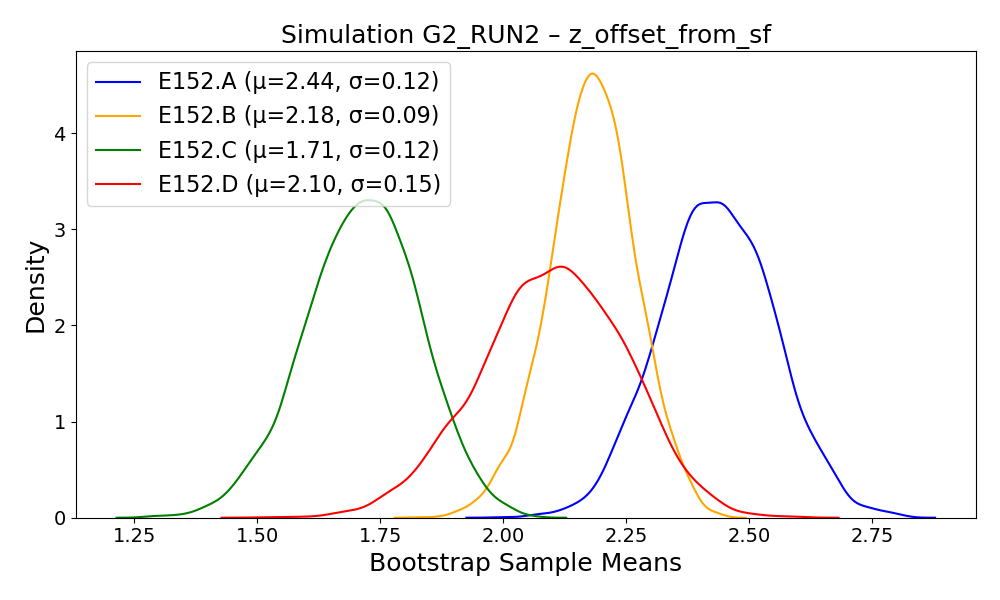 Simulation G2_RUN2 – z_offset_from_sf
E152.A (μ=2.44, σ=0.12)
E152.B (μ=2.18, σ=0.09)
E152.C (μ=1.71, σ=0.12)
E152.D (μ=2.10, σ=0.15)
Density
4
3
2
1
0
1.25 1.50 1.75 2.00 2.25 2.50 2.75
Bootstrap Sample Means